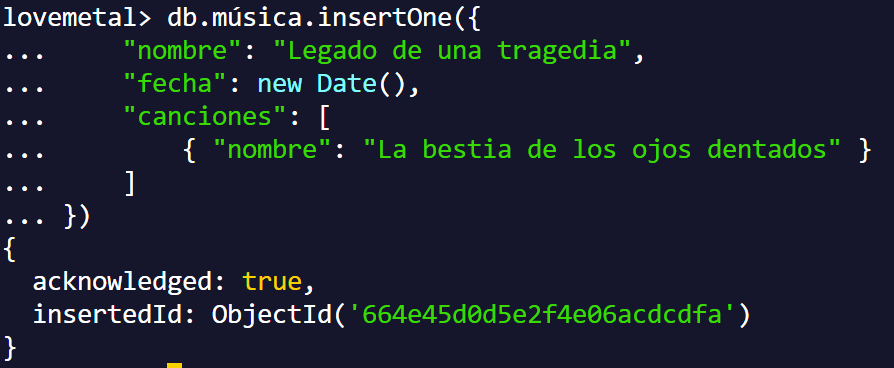 lovemetal> db.música.insertOne({
...     "nombre": "Legado de una tragedia",
...     "fecha": new Date(),
...     "canciones": [
...         { "nombre": "La bestia de los ojos dentados" }
...     ]
... })
{
  acknowledged: true,
  insertedId: ObjectId('664e45d0d5e2f4e06acdcdfa')
}